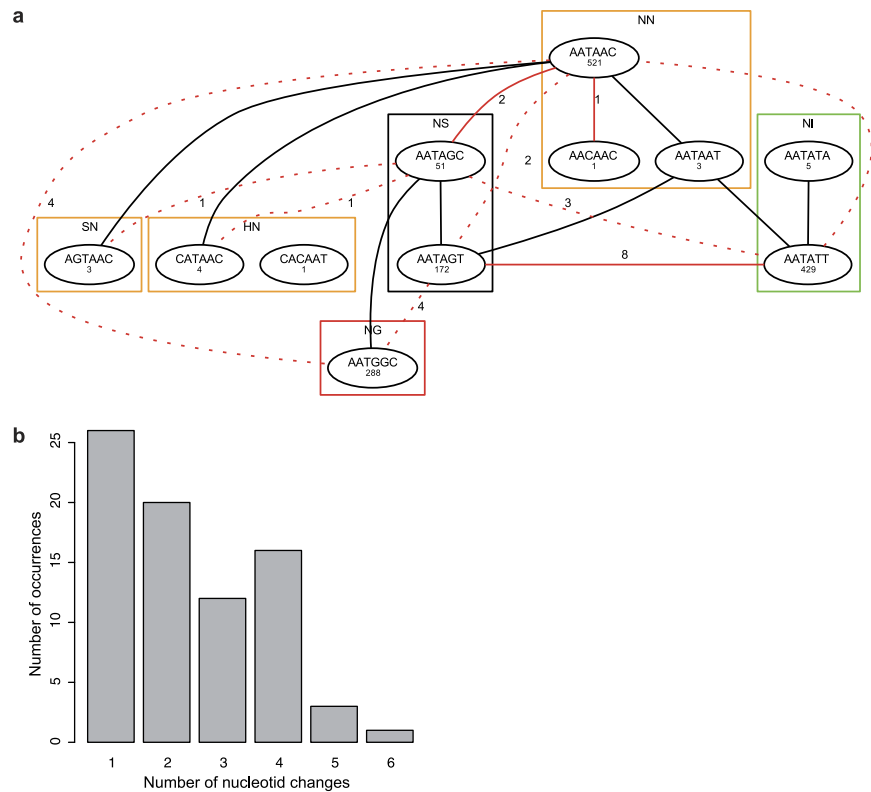 a
NN
AATAAC
521
2
1
NS
NI
AATAGC
51
AACAAC
1
AATAAT
3
AATATA
5
2
4
1
1
3
SN
HN
AGTAAC
3
CATAAC
4
CACAAT
1
AATAGT
172
8
AATATT
429
4
NG
AATGGC
288
b
Number of occurrences
25
20
15
10
5
0
1 2 3 4 5 6
Number of nucleotid changes